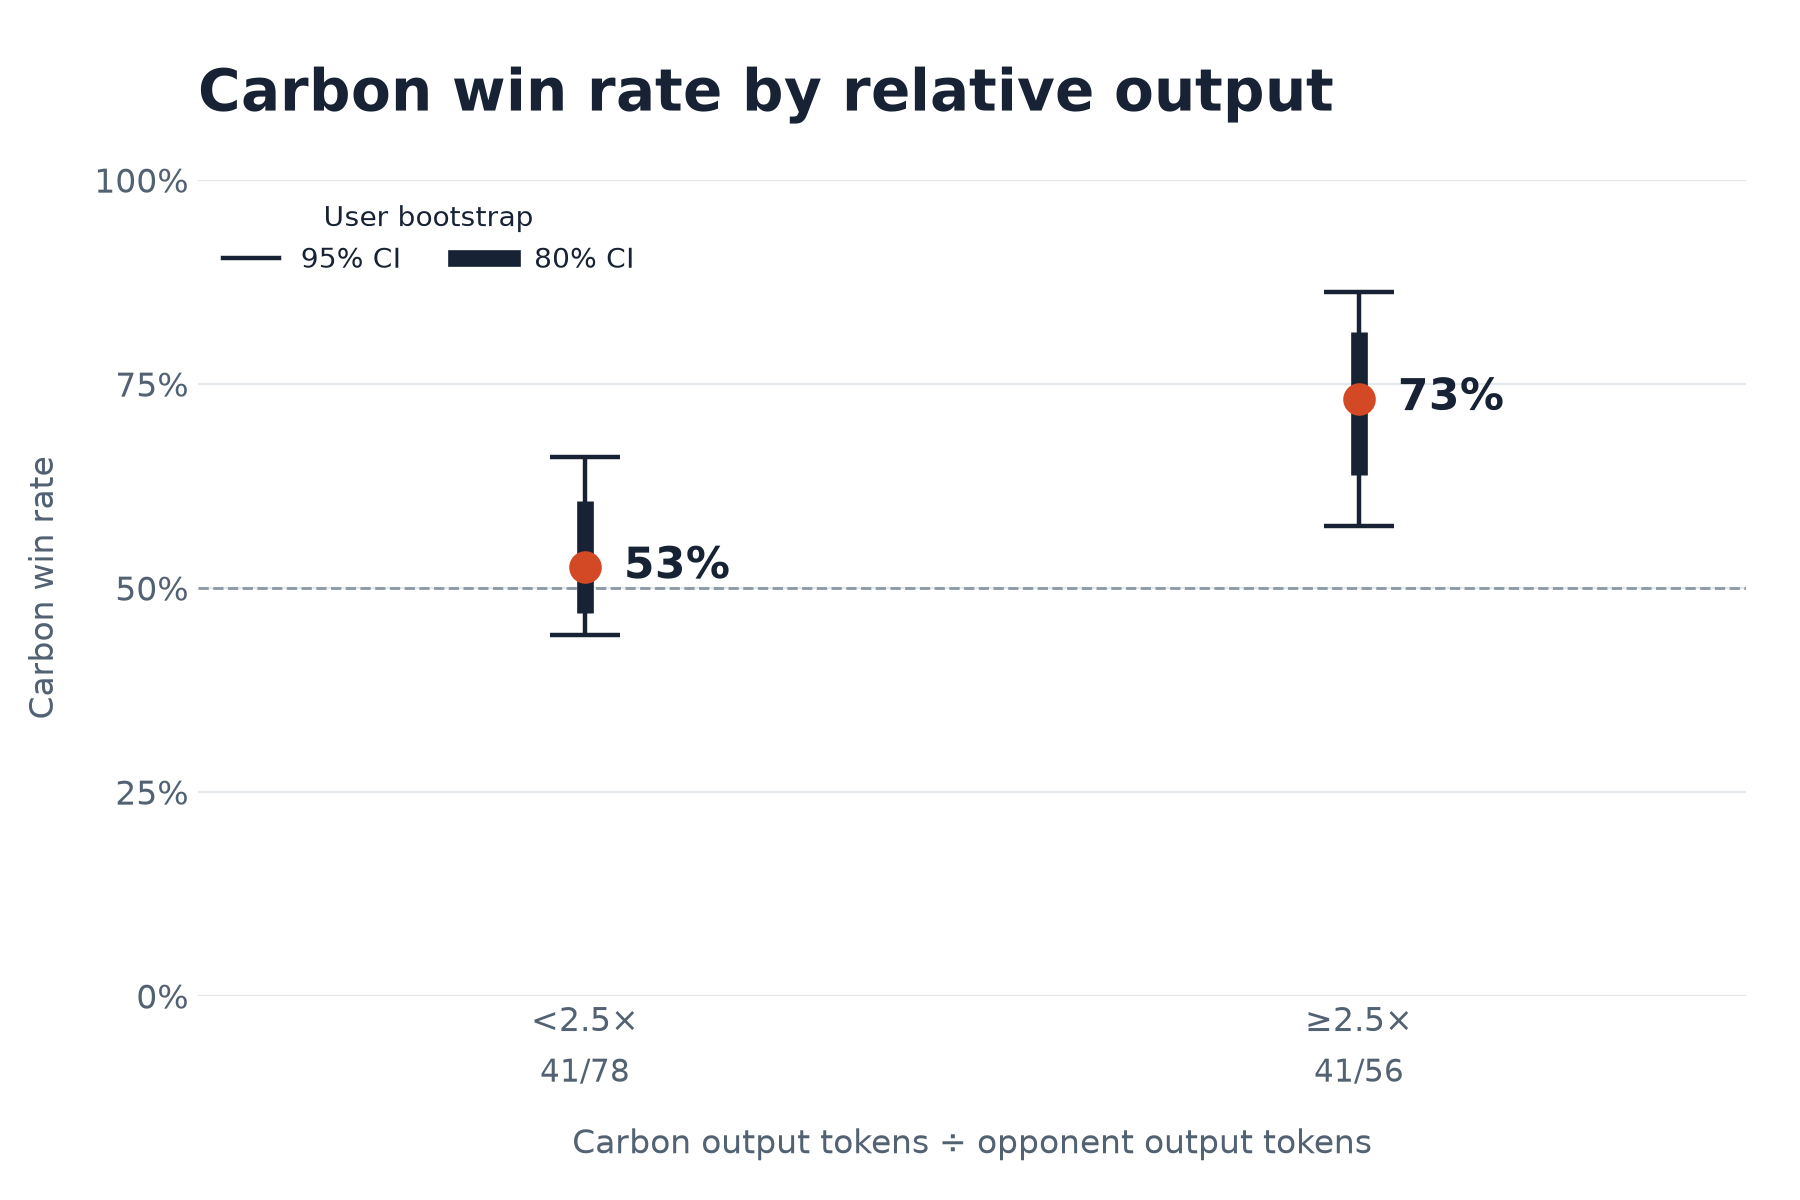 Carbon win rate by relative output
100%
User bootstrap
95% CI 80% CI
75%
73%
53%
50%
25%
0%
Carbon win rate
<2.5× ≥2.5×
41/78 41/56
Carbon output tokens ÷ opponent output tokens